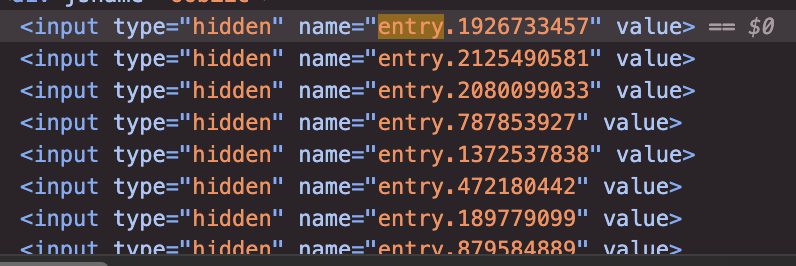 <input type="hidden" name="entry.1926733457" value> == $0
<input type="hidden" name="entry.2125490581" value>
<input type="hidden" name="entry.2080099033" value>
<input type="hidden" name="entry.787853927" value>
<input type="hidden" name="entry.1372537838" value>
<input type="hidden" name="entry.472180442" value>
<input type="hidden" name="entry.189779099" value>
<input type="hidden" name="entry.879584889" value>